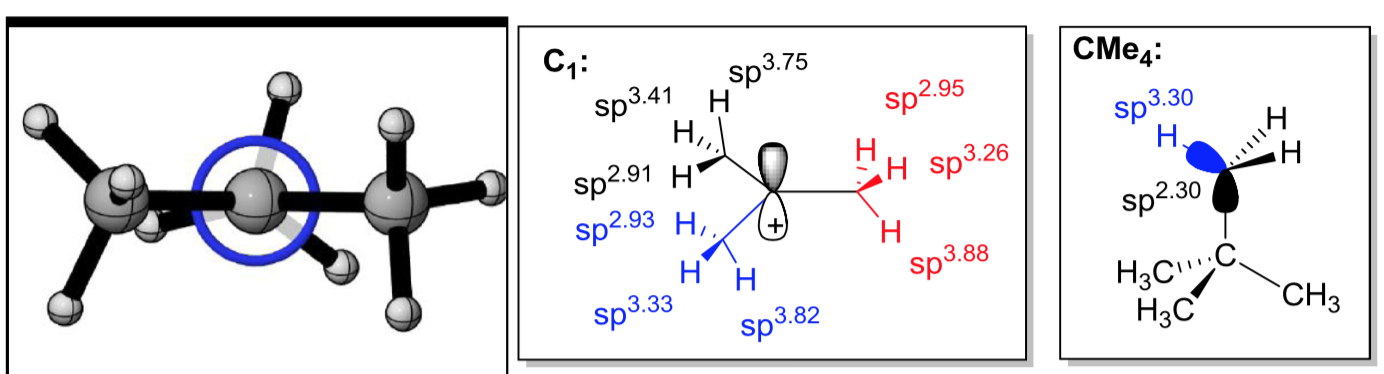 C₁:
sp³·⁷⁵
sp³·⁴¹
sp²·⁹⁵
H
H
H
H
H
sp³·²⁶
sp²·⁹¹
H
sp²·⁹³
H
+
H
H
H
sp³·⁸⁸
sp³·³³
sp³·⁸²
CMe₄:
sp³·³⁰
H
H
H
sp²·³⁰
C
H₃C
H₃C
CH₃